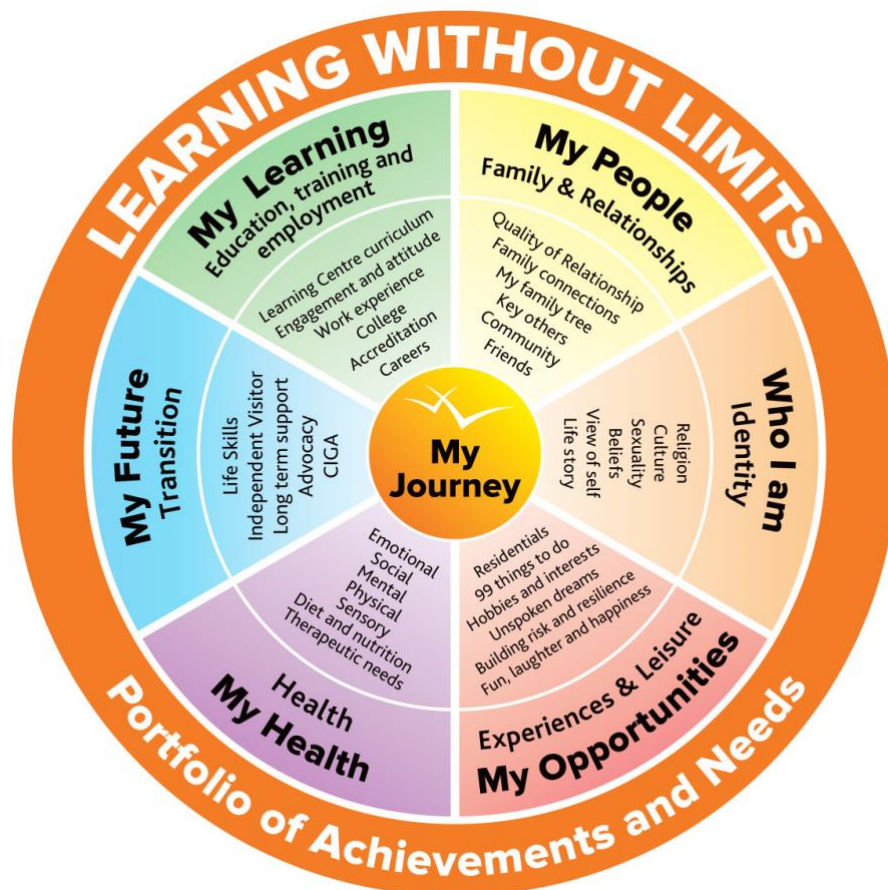 LEARNING WITHOUT LIMITS
My Learning
Education, training and
employment
Learning Centre curriculum
Engagement and attitude
Work experience
College
Accreditation
Careers
My People
Family & Relationships
Quality of Relationship
Family connections
My family tree
Key others
Community
Friends
Who I am
Identity
Religion
Culture
Sexuality
Beliefs
View of self
Life story
Residentials
99 things to do
Hobbies and interests
Unspoken dreams
Building risk and resilience
Fun, laughter and happiness
Experiences & Leisure
My Opportunities
Emotional
Social
Mental
Physical
Sensory
Diet and nutrition
Therapeutic needs
Health
My Health
My Future
Transition
Life Skills
Independent Visitor
Long term support
Advocacy
CIGA
My
Journey
Portfolio of Achievements and Needs